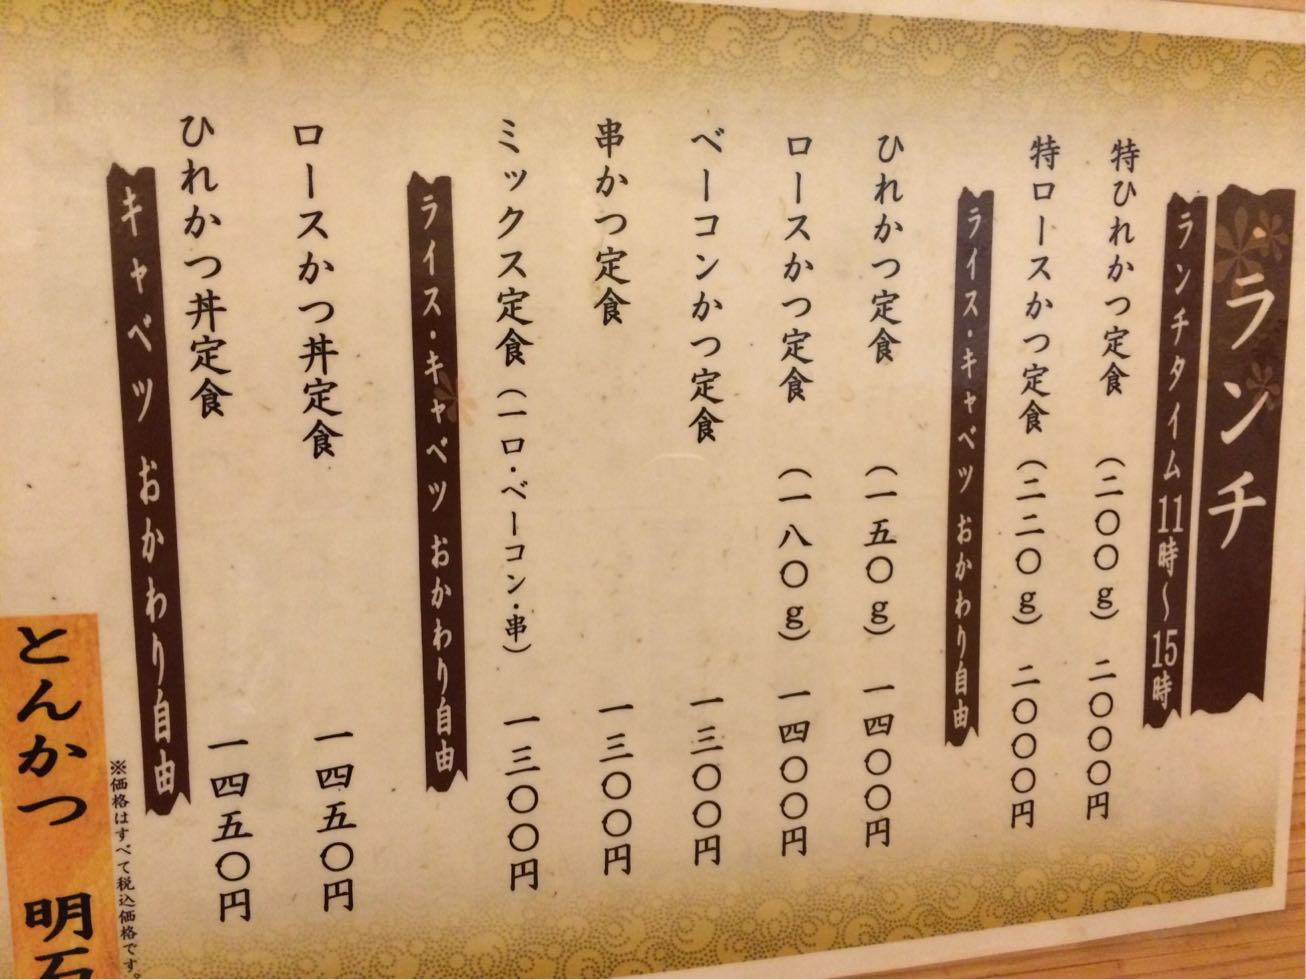 ランチ
ランチタイム11時〜15時
特ひれかつ定食（二〇〇g）二〇〇〇円
特ロースかつ定食（二二〇g）二〇〇〇円
ライス・キャベツ おかわり自由
ひれかつ定食（一五〇g）一四〇〇円
ロースかつ定食（一八〇g）一四〇〇円
ベーコンかつ定食 一三〇〇円
串かつ定食 一三〇〇円
ミックス定食（一口・ベーコン・串）一三〇〇円
ライス・キャベツ おかわり自由
ロースかつ丼定食 一四五〇円
ひれかつ丼定食 一四五〇円
キャベツ おかわり自由
※価格はすべて税込価格です。
とんかつ 明石